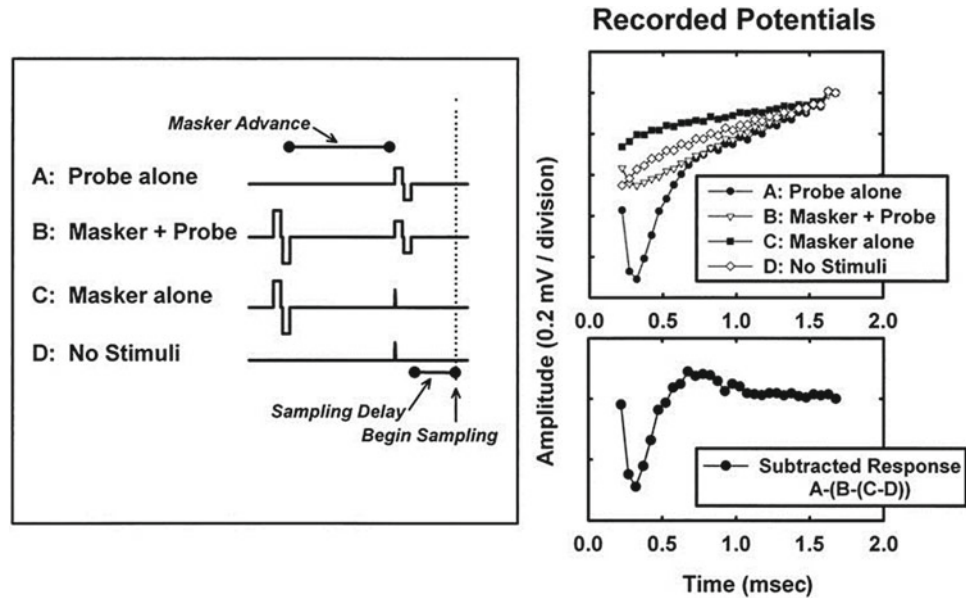 Masker Advance
A: Probe alone
B: Masker + Probe
C: Masker alone
D: No Stimuli
Sampling Delay
Begin Sampling
Recorded Potentials
Amplitude (0.2 mV / division)
A: Probe alone
B: Masker + Probe
C: Masker alone
D: No Stimuli
0.0 0.5 1.0 1.5 2.0
Subtracted Response
A-(B-(C-D))
0.0 0.5 1.0 1.5 2.0
Time (msec)